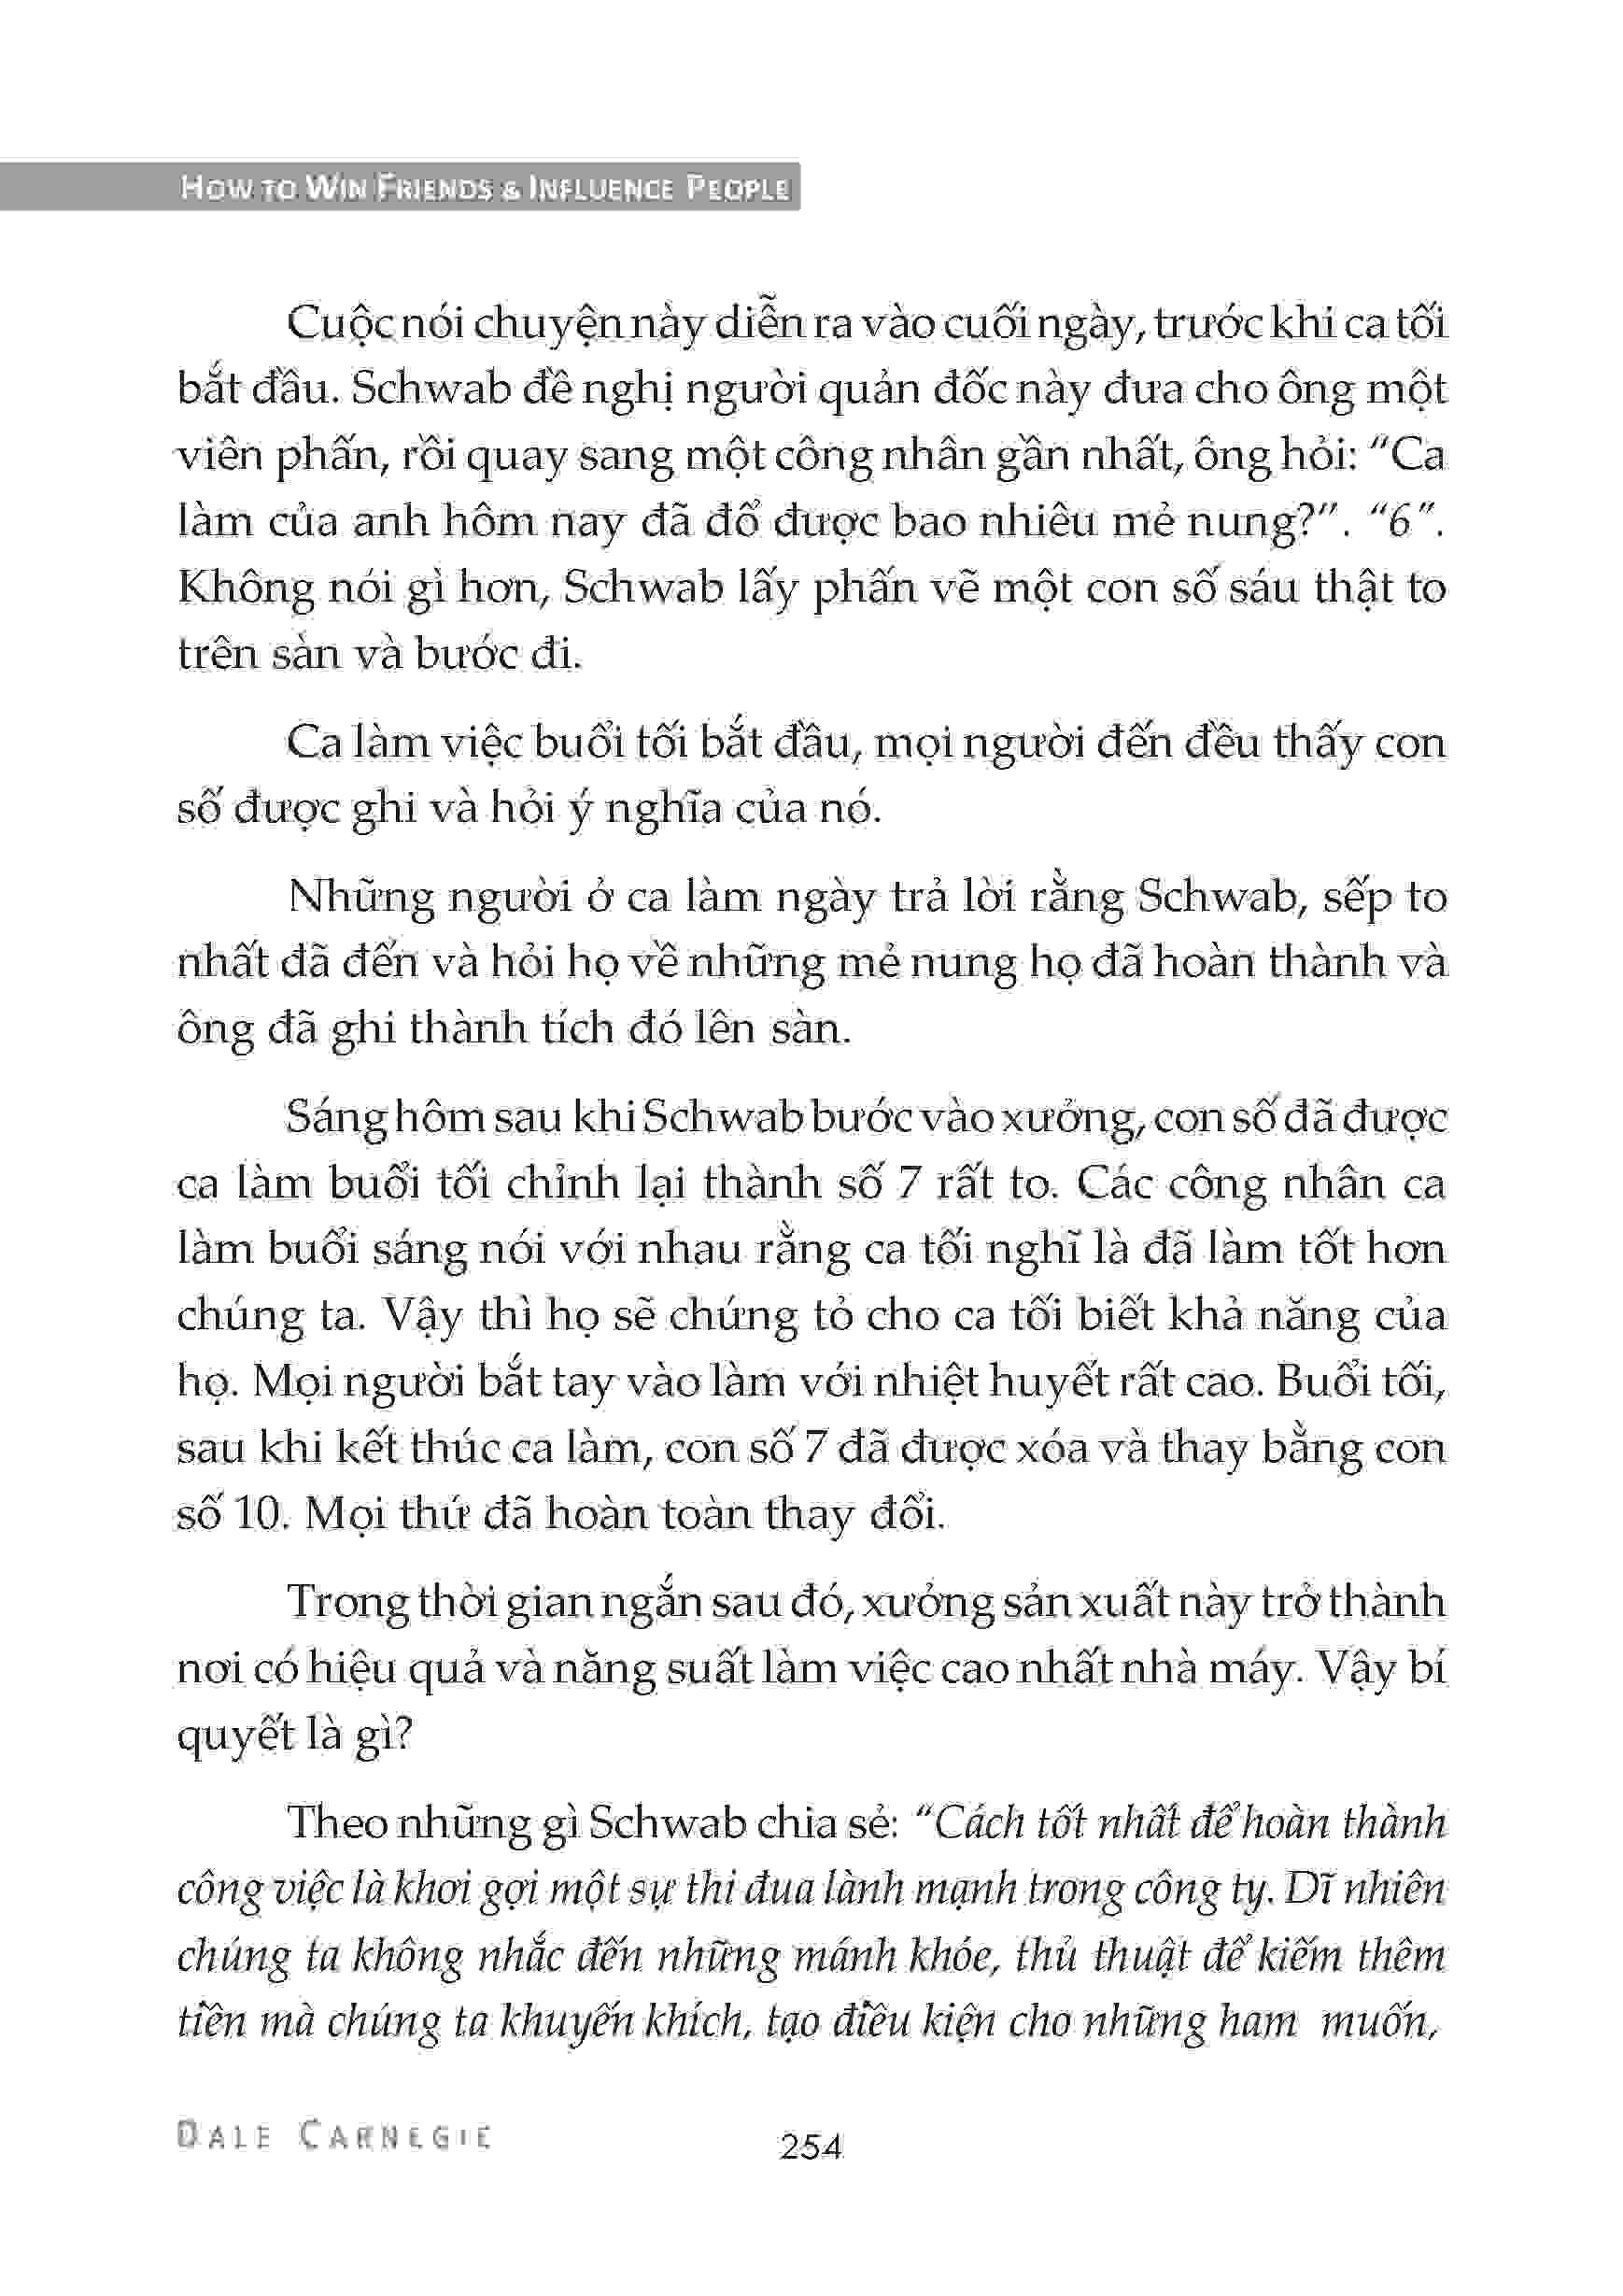 HOW TO WIN FRIENDS & INFLUENCE PEOPLE
Cuộc nói chuyện này diễn ra vào cuối ngày, trước khi ca tối
bắt đầu. Schwab đề nghị người quản đốc này đưa cho ông một
viên phấn, rồi quay sang một công nhân gần nhất, ông hỏi: “Ca
làm của anh hôm nay đã đổ được bao nhiêu mẻ nung?”. “6”.
Không nói gì hơn, Schwab lấy phấn vẽ một con số sáu thật to
trên sàn và bước đi.
Ca làm việc buổi tối bắt đầu, mọi người đến đều thấy con
số được ghi và hỏi ý nghĩa của nó.
Những người ở ca làm ngày trả lời rằng Schwab, sếp to
nhất đã đến và hỏi họ về những mẻ nung họ đã hoàn thành và
ông đã ghi thành tích đó lên sàn.
Sáng hôm sau khi Schwab bước vào xưởng, con số đã được
ca làm buổi tối chỉnh lại thành số 7 rất to. Các công nhân ca
làm buổi sáng nói với nhau rằng ca tối nghĩ là đã làm tốt hơn
chúng ta. Vậy thì họ sẽ chứng tỏ cho ca tối biết khả năng của
họ. Mọi người bắt tay vào làm với nhiệt huyết rất cao. Buổi tối,
sau khi kết thúc ca làm, con số 7 đã được xóa và thay bằng con
số 10. Mọi thứ đã hoàn toàn thay đổi.
Trong thời gian ngắn sau đó, xưởng sản xuất này trở thành
nơi có hiệu quả và năng suất làm việc cao nhất nhà máy. Vậy bí
quyết là gì?
Theo những gì Schwab chia sẻ: “Cách tốt nhất để hoàn thành
công việc là khơi gợi một sự thi đua lành mạnh trong công ty. Dĩ nhiên
chúng ta không nhắc đến những mánh khóe, thủ thuật để kiếm thêm
tiền mà chúng ta khuyến khích, tạo điều kiện cho những ham muốn,
DALE CARNEGIE
254